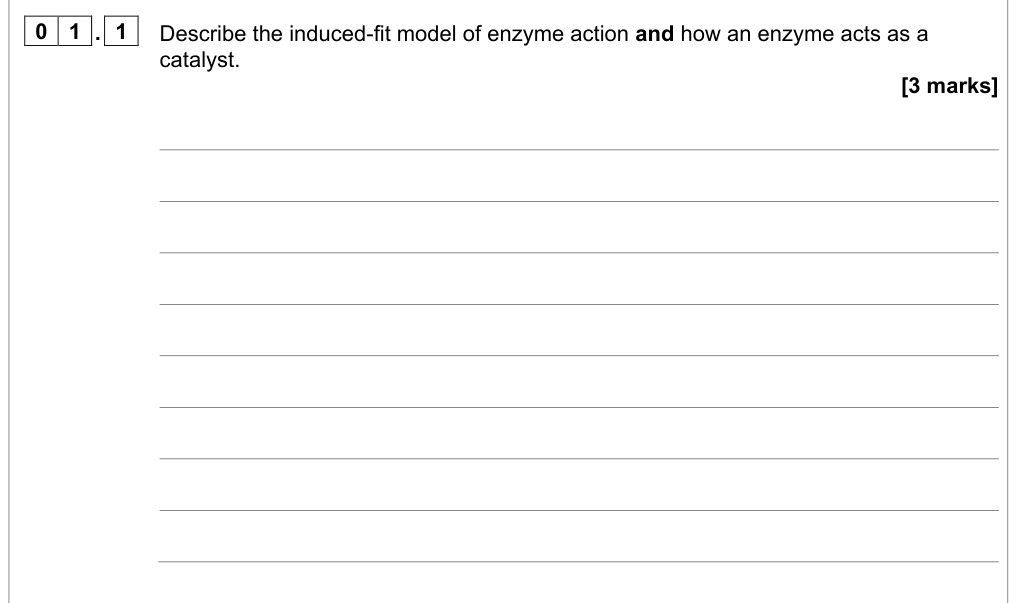 0 1 . 1 Describe the induced-fit model of enzyme action and how an enzyme acts as a
catalyst.
[3 marks]